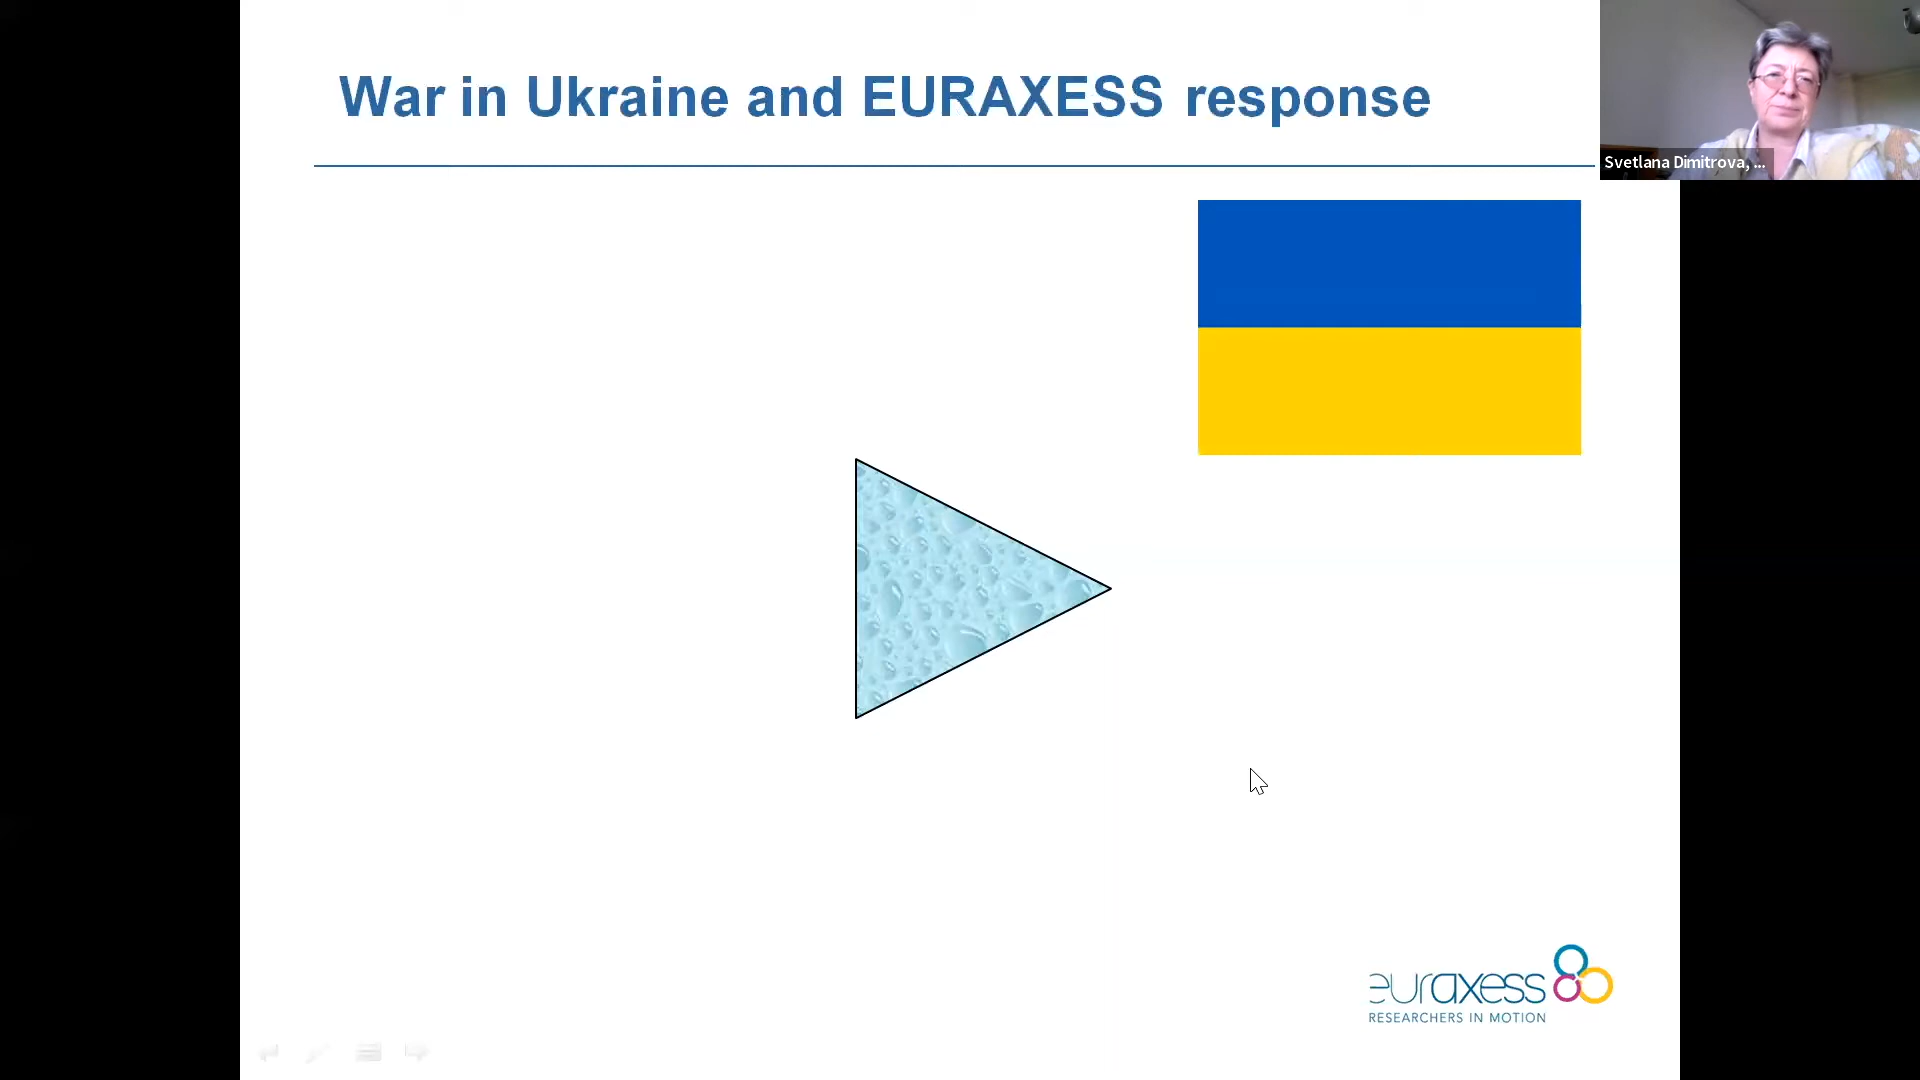 War in Ukraine and EURAXESS response
Svetlana Dimitrova, ...
euraxess
RESEARCHERS IN MOTION